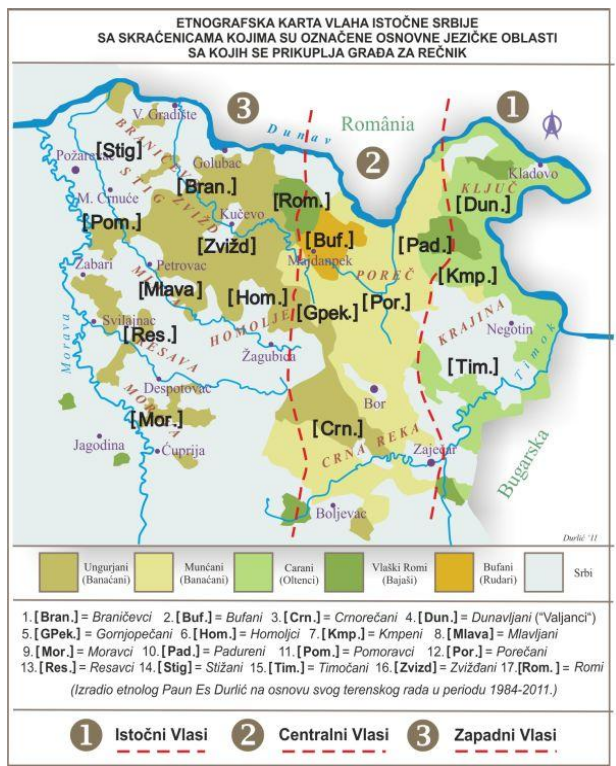 ETNOGRAFSKA KARTA VLAHA ISTOČNE SRBIJE
SA SKRAĆENICAMA KOJIMA SU OZNAČENE OSNOVNE JEZIČKE OBLASTI
SA KOJIH SE PRIKUPLJA GRAĐA ZA REČNIK
3
1
V. Gradište
Dunav
România
2
[Stig]
BRANIČEVO
Golubac
Kladovo
Požarevac
[Bran.]
KLJUČ
M. Crnuće
STIG
ZVIŽD
[Rom.]
[Dun.]
[Pom.]
Kučevo
[Buf.]
[Pad.]
[Zvižd]
Majdanpek
Žabari
Petrovac
POREČ
[Kmp.]
[Mlava]
MLAVA
[Hom.]
[Gpek.]
[Por.]
Svilajnac
HOMOLJE
KRAJINA
Negotin
Morava
[Res.]
RESAVA
Žagubica
Timok
[Tim.]
Despotovac
Bor
MORAVA
[Mor.]
[Crn.]
Jagodina
Ćuprija
CRNA REKA
Zaječar
Bugarska
Boljevac
Durlić '11
Ungurjani
(Banaćani)
Munćani
(Banaćani)
Carani
(Oltenci)
Vlaški Romi
(Bajaši)
Bufani
(Rudari)
Srbi
1. [Bran.] = Braničevci 2. [Buf.] = Bufani 3. [Crn.] = Crnorečani 4. [Dun.] = Dunavljani ("Valjanci")
5. [GPek.] = Gornjopečani 6. [Hom.] = Homoljci 7. [Kmp.] = Kmpeni 8. [Mlava] = Mlavljani
9. [Mor.] = Moravci 10. [Pad.] = Padureni 11. [Pom.] = Pomoravci 12. [Por.] = Porečani
13. [Res.] = Resavci 14. [Stig] = Stižani 15. [Tim.] = Timočani 16. [Zvizd] = Zvižđani 17. [Rom.] = Romi
(Izradio etnolog Paun Es Durlić na osnovu svog terenskog rada u periodu 1984-2011.)
1 Istočni Vlasi 2 Centralni Vlasi 3 Zapadni Vlasi